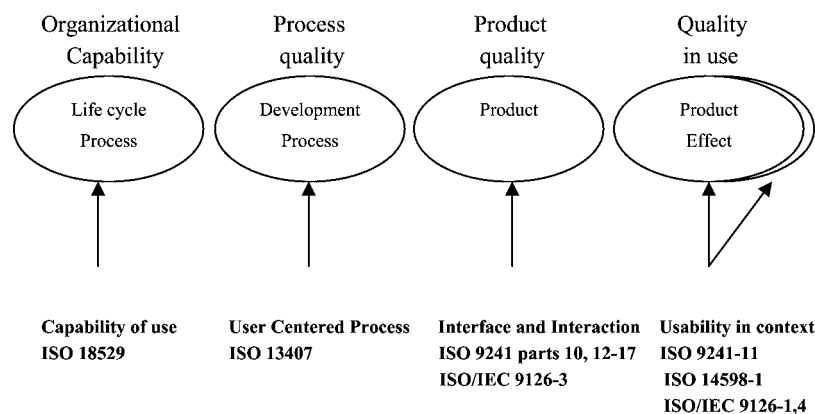 Organizational
Capability
Process
quality
Product
quality
Quality
in use
Life cycle
Process
Development
Process
Product
Product
Effect
Capability of use
ISO 18529
User Centered Process
ISO 13407
Interface and Interaction
ISO 9241 parts 10, 12-17
ISO/IEC 9126-3
Usability in context
ISO 9241-11
ISO 14598-1
ISO/IEC 9126-1,4